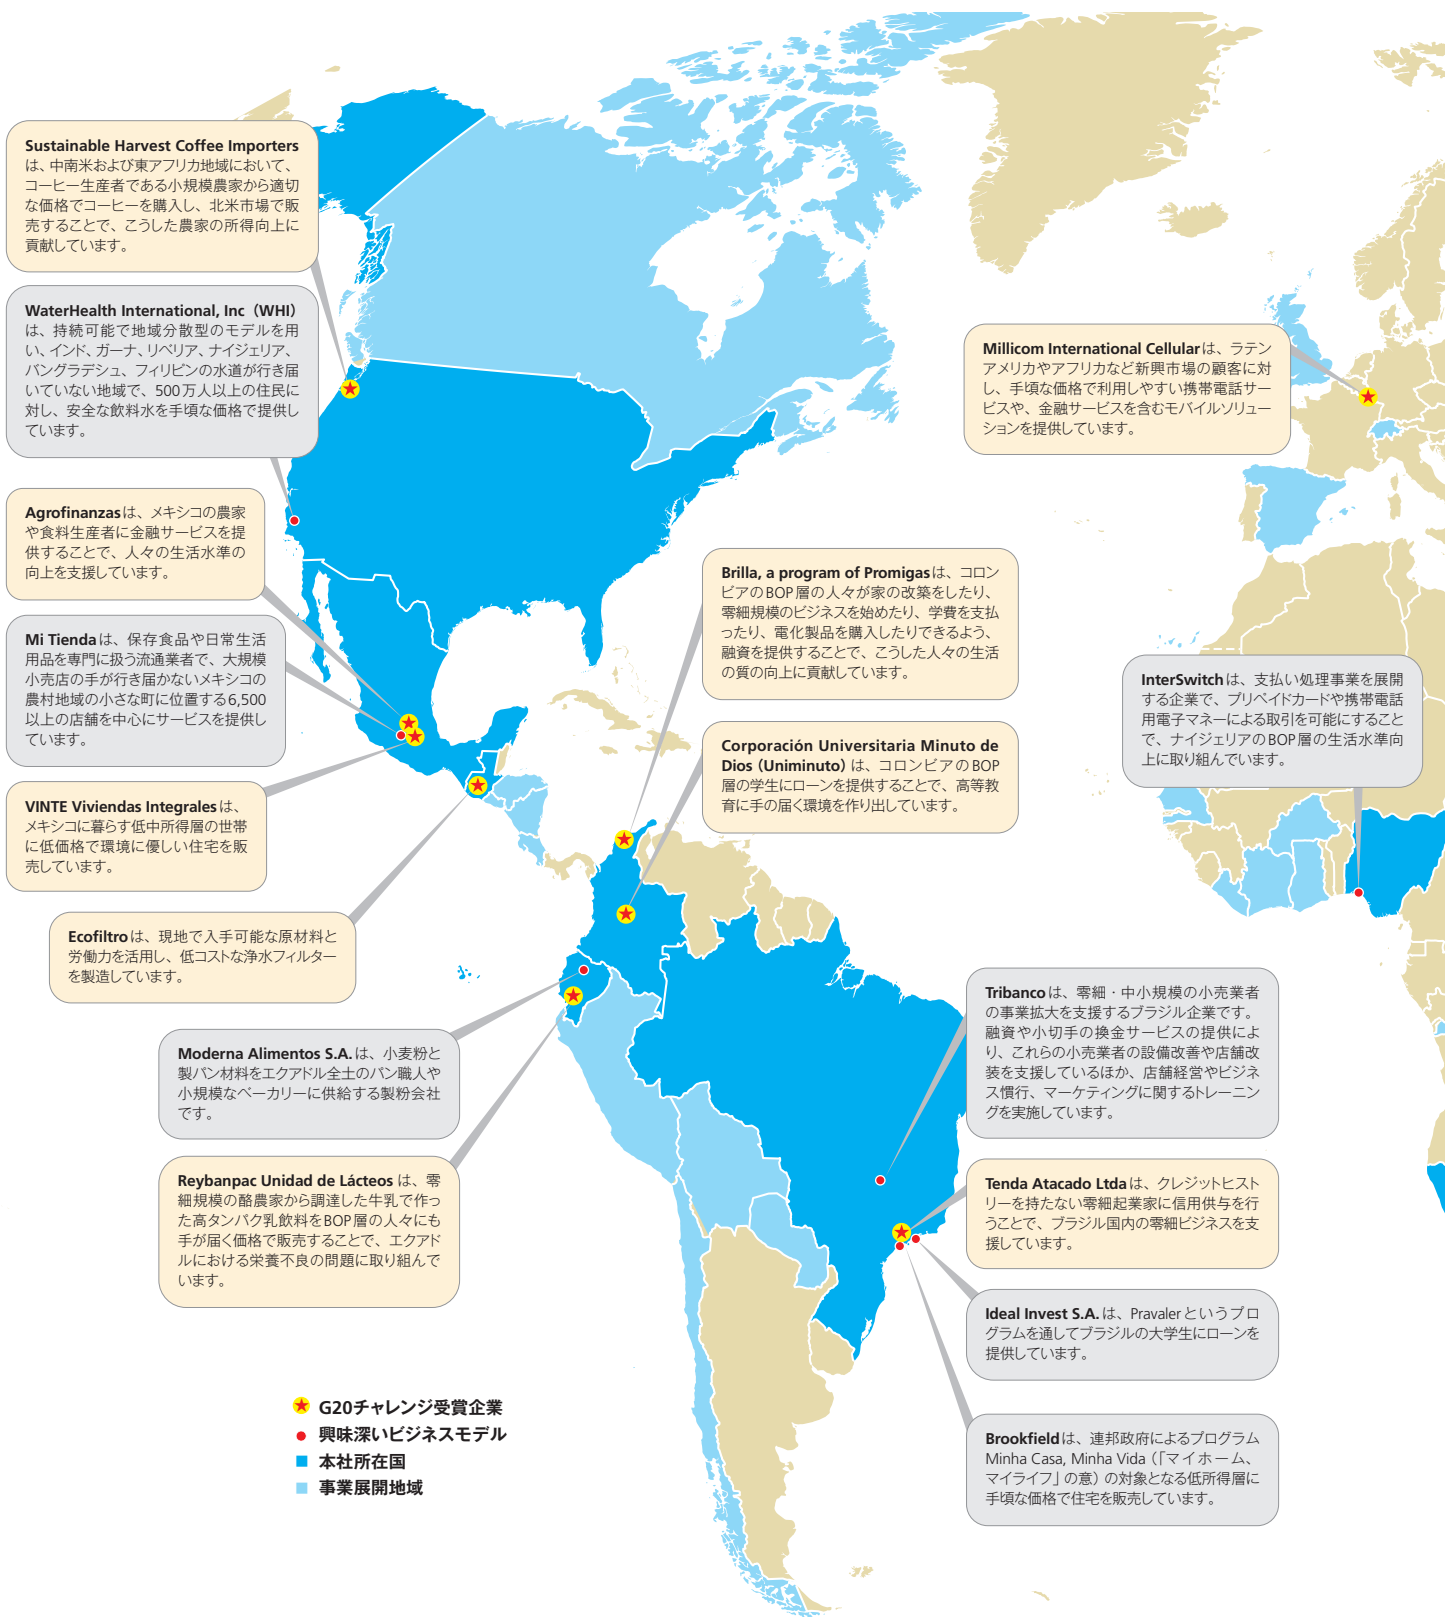 Sustainable Harvest Coffee Importers
は、中南米および東アフリカ地域において、
コーヒー生産者である小規模農家から適切
な価格でコーヒーを購入し、北米市場で販
売することで、こうした農家の所得向上に
貢献しています。
WaterHealth International, Inc（WHI）
は、持続可能で地域分散型のモデルを用
い、インド、ガーナ、リベリア、ナイジェリア、
バングラデシュ、フィリピンの水道が行き届
いていない地域で、500万人以上の住民に
対し、安全な飲料水を手頃な価格で提供し
ています。
Agrofinanzasは、メキシコの農家
や食料生産者に金融サービスを提
供することで、人々の生活水準の
向上を支援しています。
Mi Tiendaは、保存食品や日常生活
用品を専門に扱う流通業者で、大規模
小売店の手が行き届かないメキシコの
農村地域の小さな町に位置する6,500
以上の店舗を中心にサービスを提供し
ています。
VINTE Viviendas Integralesは、
メキシコに暮らす低中所得層の世帯
に低価格で環境に優しい住宅を販
売しています。
Ecofiltroは、現地で入手可能な原材料と
労働力を活用し、低コストな浄水フィルター
を製造しています。
Moderna Alimentos S.A.は、小麦粉と
製パン材料をエクアドル全土のパン職人や
小規模なベーカリーに供給する製粉会社
です。
Reybanpac Unidad de Lácteos は、零
細規模の酪農家から調達した牛乳で作っ
た高タンパク乳飲料をBOP層の人々にも
手が届く価格で販売することで、エクアド
ルにおける栄養不良の問題に取り組んで
います。
Brilla, a program of Promigasは、コロン
ビアのBOP層の人々が家の改築をしたり、
零細規模のビジネスを始めたり、学費を支払
ったり、電化製品を購入したりできるよう、
融資を提供することで、こうした人々の生活
の質の向上に貢献しています。
Corporación Universitaria Minuto de
Dios（Uniminuto）は、コロンビアのBOP
層の学生にローンを提供することで、高等教
育に手の届く環境を作り出しています。
Millicom International Cellularは、ラテン
アメリカやアフリカなど新興市場の顧客に対
し、手頃な価格で利用しやすい携帯電話サー
ビスや、金融サービスを含むモバイルソリュー
ションを提供しています。
InterSwitchは、支払い処理事業を展開
する企業で、プリペイドカードや携帯電話
用電子マネーによる取引を可能にすること
で、ナイジェリアのBOP層の生活水準向
上に取り組んでいます。
Tribancoは、零細・中小規模の小売業者
の事業拡大を支援するブラジル企業です。
融資や小切手の換金サービスの提供によ
り、これらの小売業者の設備改善や店舗改
装を支援しているほか、店舗経営やビジネ
ス慣行、マーケティングに関するトレーニン
グを実施しています。
Tenda Atacado Ltdaは、クレジットヒスト
リーを持たない零細起業家に信用供与を行
うことで、ブラジル国内の零細ビジネスを支
援しています。
Ideal Invest S.A.は、Pravalerというプロ
グラムを通してブラジルの大学生にローンを
提供しています。
Brookfieldは、連邦政府によるプログラム
Minha Casa, Minha Vida（「マイホーム、
マイライフ」の意）の対象となる低所得層に
手頃な価格で住宅を販売しています。
G20チャレンジ受賞企業
興味深いビジネスモデル
本社所在国
事業展開地域